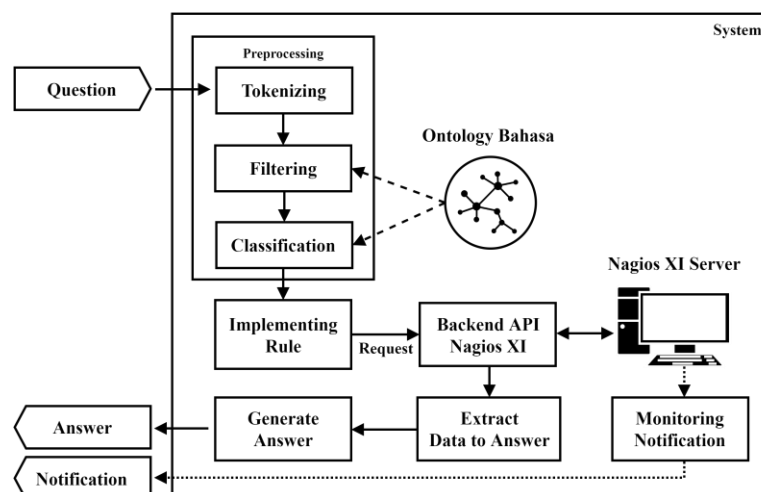 System
Preprocessing
Question
Tokenizing
Ontology Bahasa
Filtering
Classification
Nagios XI Server
Implementing
Rule
Request
Backend API
Nagios XI
Answer
Generate
Answer
Extract
Data to Answer
Monitoring
Notification
Notification